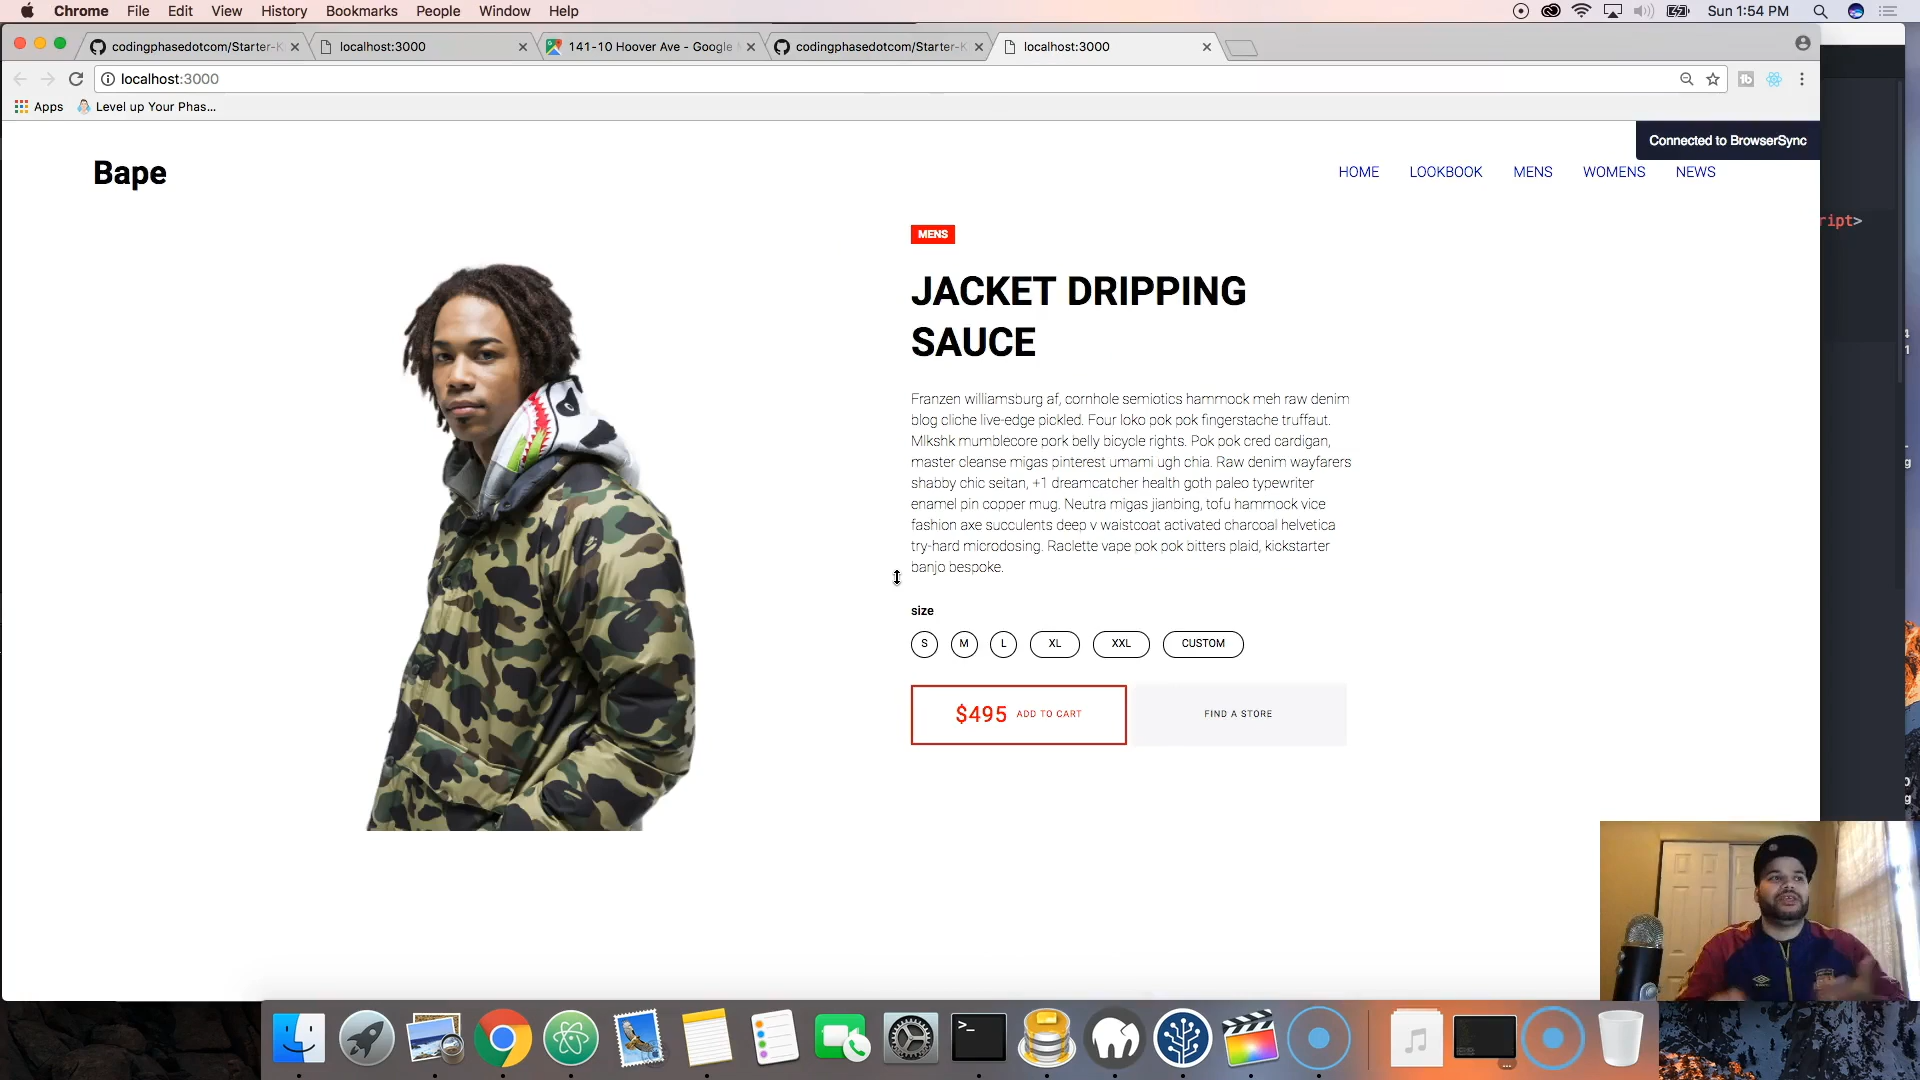 Chrome File Edit View History Bookmarks People Window Help
Sun 1:54 PM
codingphasedotcom/Starter-K
localhost:3000
141-10 Hoover Ave - Google
codingphasedotcom/Starter-K
localhost:3000
localhost:3000
Apps
Level up Your Phas...
Connected to BrowserSync
Bape
HOME LOOKBOOK MENS WOMENS NEWS
ript>
MENS
JACKET DRIPPING
SAUCE
Franzen williamsburg af, cornhole semiotics hammock meh raw denim
blog cliche live-edge pickled. Four loko pok pok fingerstache truffaut.
Mlkshk mumblecore pork belly bicycle rights. Pok pok cred cardigan,
master cleanse migas pinterest umami ugh chia. Raw denim wayfarers
shabby chic seitan, +1 dreamcatcher health goth paleo typewriter
enamel pin copper mug. Neutra migas jianbing, tofu hammock vice
fashion axe succulents deep v waistcoat activated charcoal helvetica
try-hard microdosing. Raclette vape pok pok bitters plaid, kickstarter
banjo bespoke.
size
S M L XL XXL CUSTOM
$495 ADD TO CART
FIND A STORE